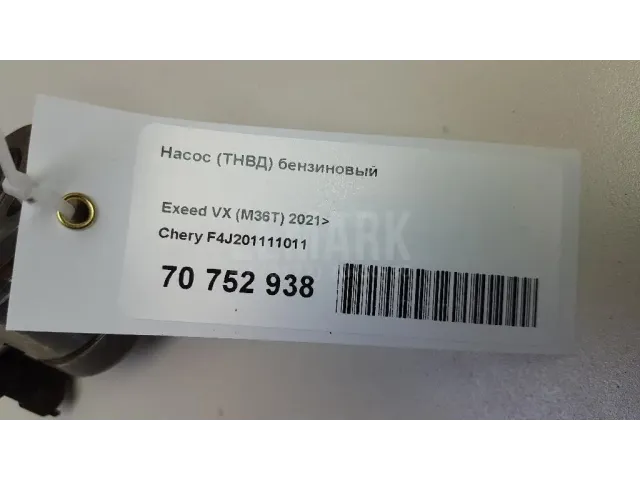 Насос (ТНВД) бензиновый
Exeed VX (M36T) 2021>
Chery F4J201111011
70 752 938